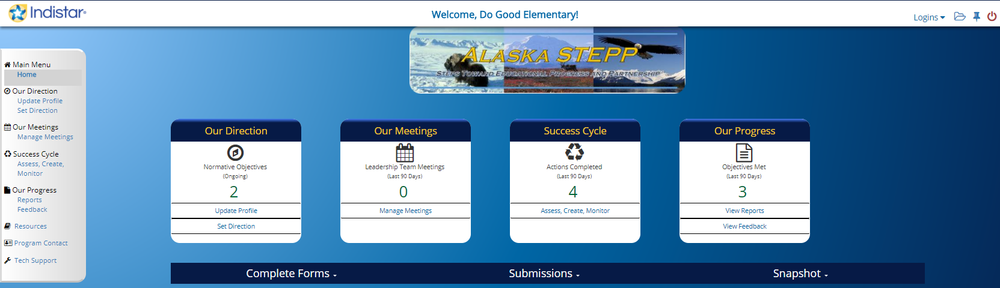 Indistar®
Welcome, Do Good Elementary!
Logins
ALASKA STEPP
STEPS TOWARD EDUCATIONAL PROGRESS AND PARTNERSHIP
Main Menu
Home
Our Direction
Update Profile
Set Direction
Our Meetings
Manage Meetings
Success Cycle
Assess, Create,
Monitor
Our Progress
Reports
Feedback
Resources
Program Contact
Tech Support
Our Direction
Normative Objectives
(Ongoing)
2
Update Profile
Set Direction
Our Meetings
Leadership Team Meetings
(Last 90 Days)
0
Manage Meetings
Success Cycle
Actions Completed
(Last 90 Days)
4
Assess, Create, Monitor
Our Progress
Objectives Met
(Last 90 Days)
3
View Reports
View Feedback
Complete Forms
Submissions
Snapshot